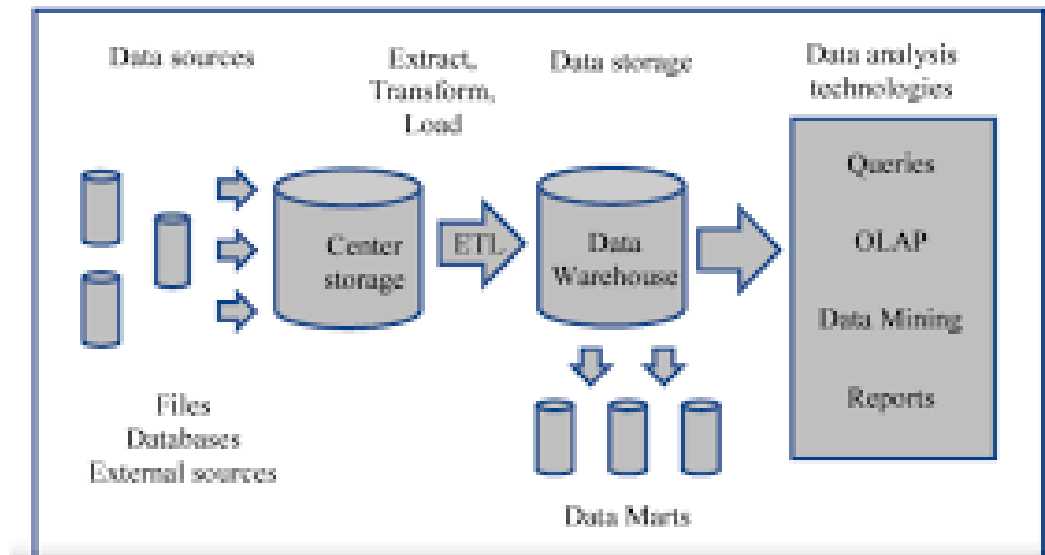 Data sources
Extract,
Transform,
Load
Data storage
Data analysis
technologies
Center
storage
ETL
Data
Warehouse
Queries
OLAP
Data Mining
Reports
Files
Databases
External sources
Data Marts